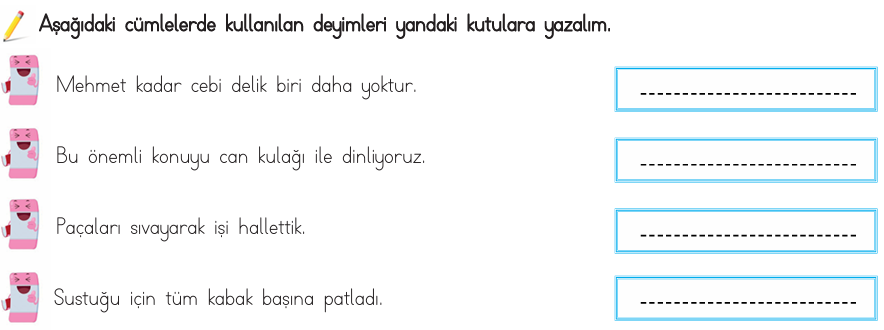 Aşağıdaki cümlelerde kullanılan deyimleri yandaki kutulara yazalım.
Mehmet kadar cebi delik biri daha yoktur.
Bu önemli konuyu can kulağı ile dinliyoruz.
Paçaları sıvayarak işi hallettik.
Sustuğu için tüm kabak başına patladı.